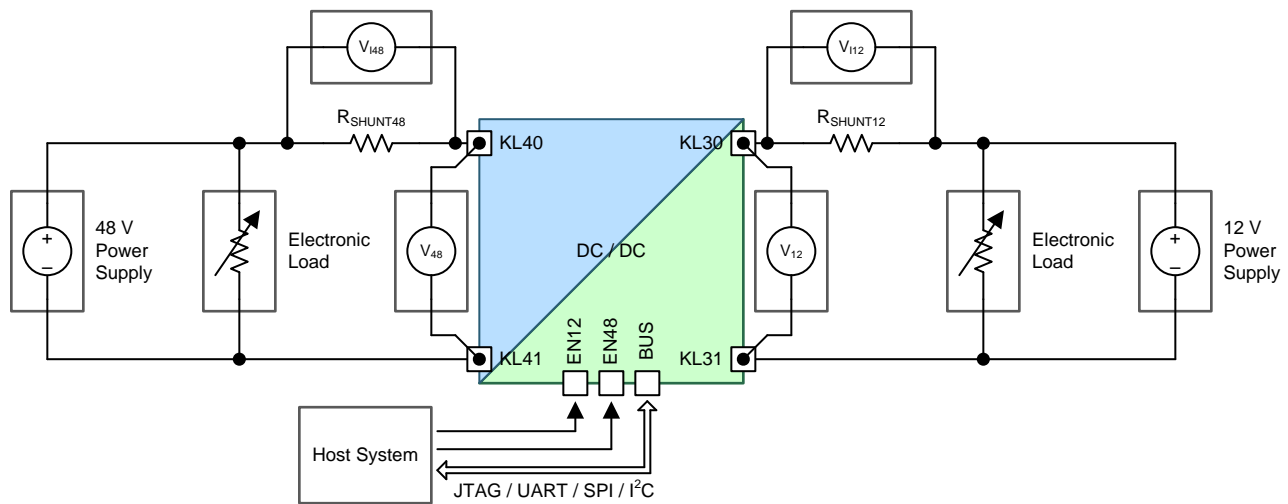 V_I48
V_I12
R_SHUNT48
R_SHUNT12
KL40
KL30
+
−
48 V
Power
Supply
Electronic
Load
V_48
DC / DC
V_12
Electronic
Load
+
−
12 V
Power
Supply
KL41
EN12
EN48
BUS
KL31
Host System
JTAG / UART / SPI / I²C